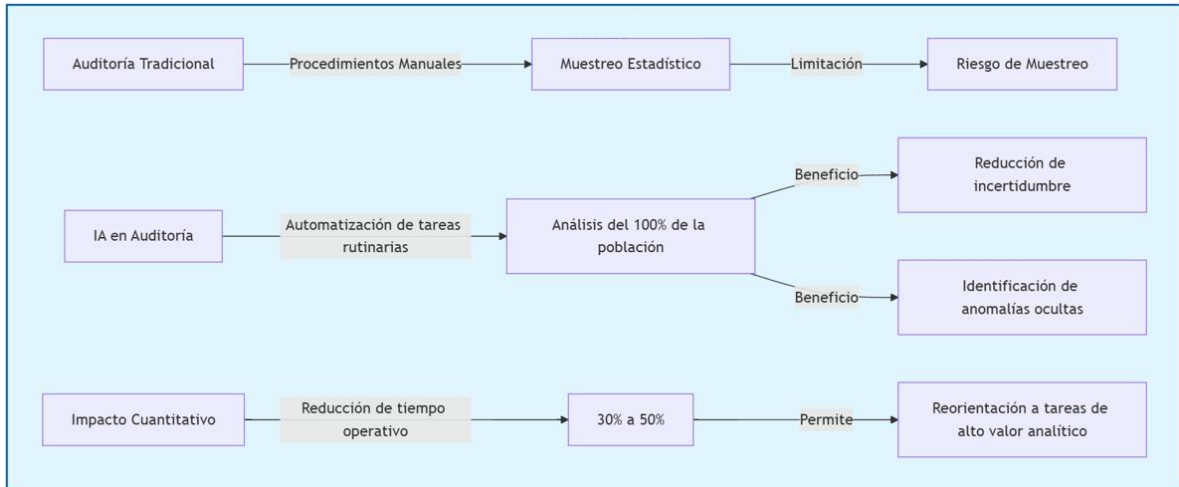 Auditoría Tradicional
Procedimientos Manuales
Muestreo Estadístico
Limitación
Riesgo de Muestreo
IA en Auditoría
Automatización de tareas
rutinarias
Análisis del 100% de la
población
Beneficio
Reducción de
incertidumbre
Beneficio
Identificación de
anomalías ocultas
Impacto Cuantitativo
Reducción de tiempo
operativo
30% a 50%
Permite
Reorientación a tareas de
alto valor analítico